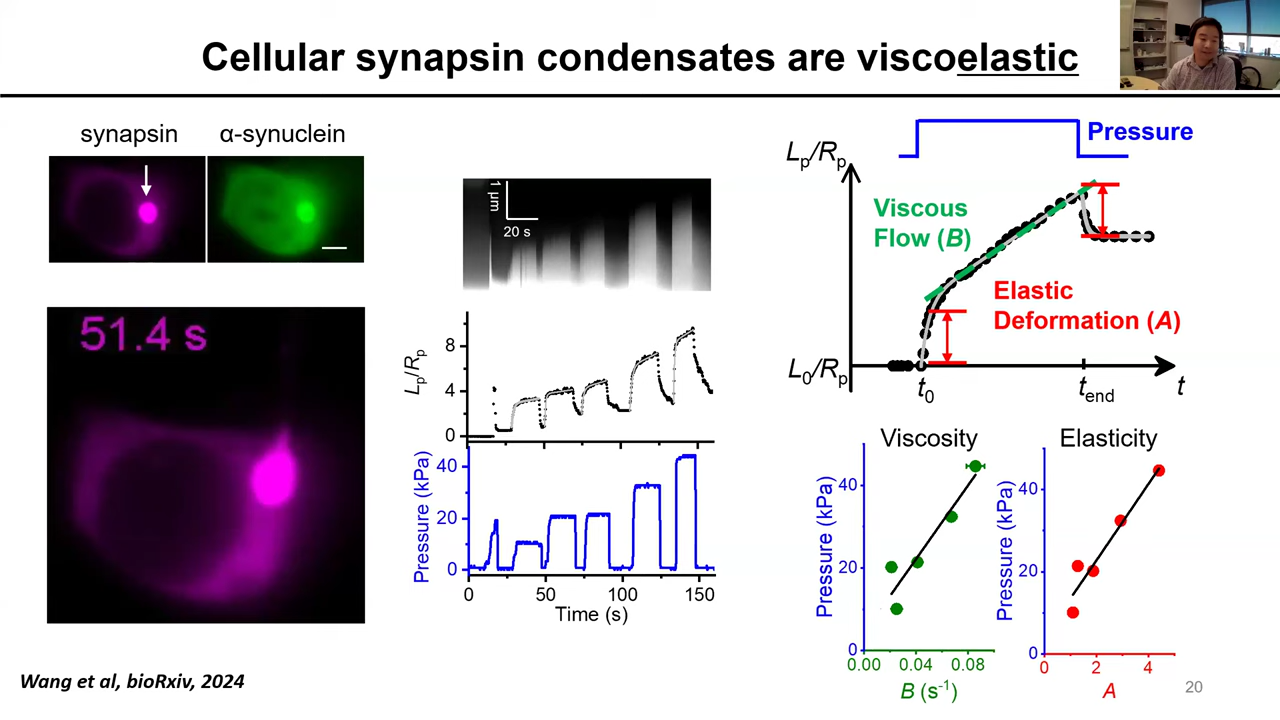 Cellular synapsin condensates are viscoelastic
synapsin
α-synuclein
51.4 s
1 μm
20 s
Lp/Rp
8
4
0
Pressure (kPa)
40
20
0
0
50
100
150
Time (s)
Pressure
Lp/Rp
Viscous
Flow (B)
Elastic
Deformation (A)
L0/Rp
t0
tend
t
Viscosity
Pressure (kPa)
40
20
0
0.00
0.04
0.08
B (s-1)
Elasticity
Pressure (kPa)
40
20
0
0
2
4
A
Wang et al, bioRxiv, 2024
20